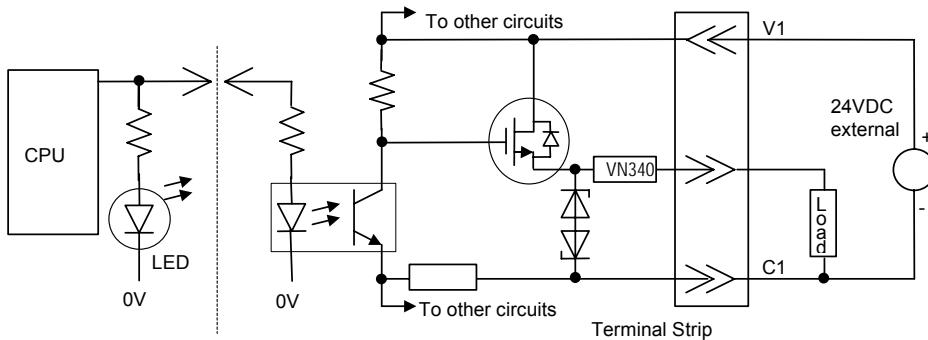 To other circuits
V1
CPU
24VDC
external
+
VN340
-
Load
LED
C1
0V
0V
To other circuits
Terminal Strip